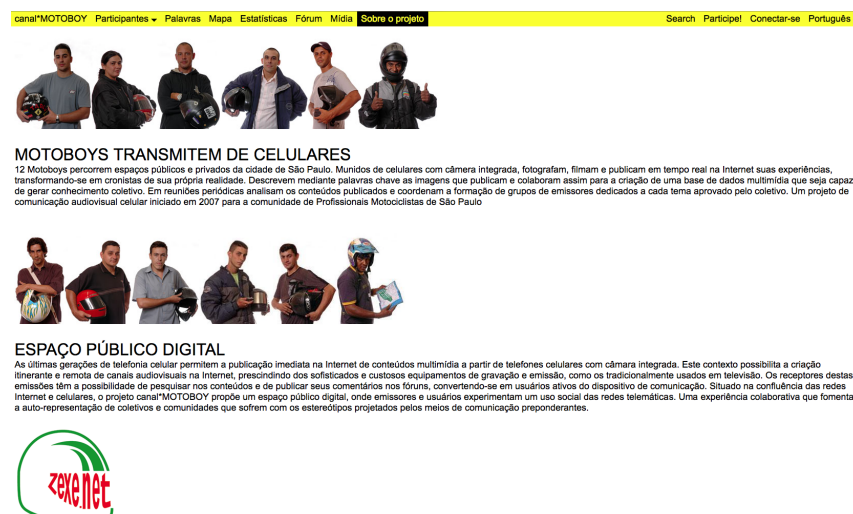 canal*MOTOBOY Participantes Palavras Mapa Estatísticas Fórum Mídia Sobre o projeto Search Participe! Conectar-se Português
MOTOBOYS TRANSMITEM DE CELULARES
12 Motoboys percorrem espaços públicos e privados da cidade de São Paulo. Munidos de celulares com câmera integrada, fotografam, filmam e publicam em tempo real na Internet suas experiências,
transformando-se em cronistas de sua própria realidade. Descrevem mediante palavras chave as imagens que publicam e colaboram assim para a criação de uma base de dados multimídia que seja capaz
de gerar conhecimento coletivo. Em reuniões periódicas analisam os conteúdos publicados e coordenam a formação de grupos de emissores dedicados a cada tema aprovado pelo coletivo. Um projeto de
comunicação audiovisual celular iniciado em 2007 para a comunidade de Profissionais Motociclistas de São Paulo
ESPAÇO PÚBLICO DIGITAL
As últimas gerações de telefonia celular permitem a publicação imediata na Internet de conteúdos multimídia a partir de telefones celulares com câmara integrada. Este contexto possibilita a criação
itinerante e remota de canais audiovisuais na Internet, prescindindo dos sofisticados e custosos equipamentos de gravação e emissão, como os tradicionalmente usados em televisão. Os receptores destas
emissões têm a possibilidade de pesquisar nos conteúdos e de publicar seus comentários nos fóruns, convertendo-se em usuários ativos do dispositivo de comunicação. Situado na confluência das redes
Internet e celulares, o projeto canal*MOTOBOY propõe um espaço público digital, onde emissores e usuários experimentam um uso social das redes telemáticas. Uma experiência colaborativa que fomenta
a auto-representação de coletivos e comunidades que sofrem com os estereótipos projetados pelos meios de comunicação preponderantes.
zexe.net